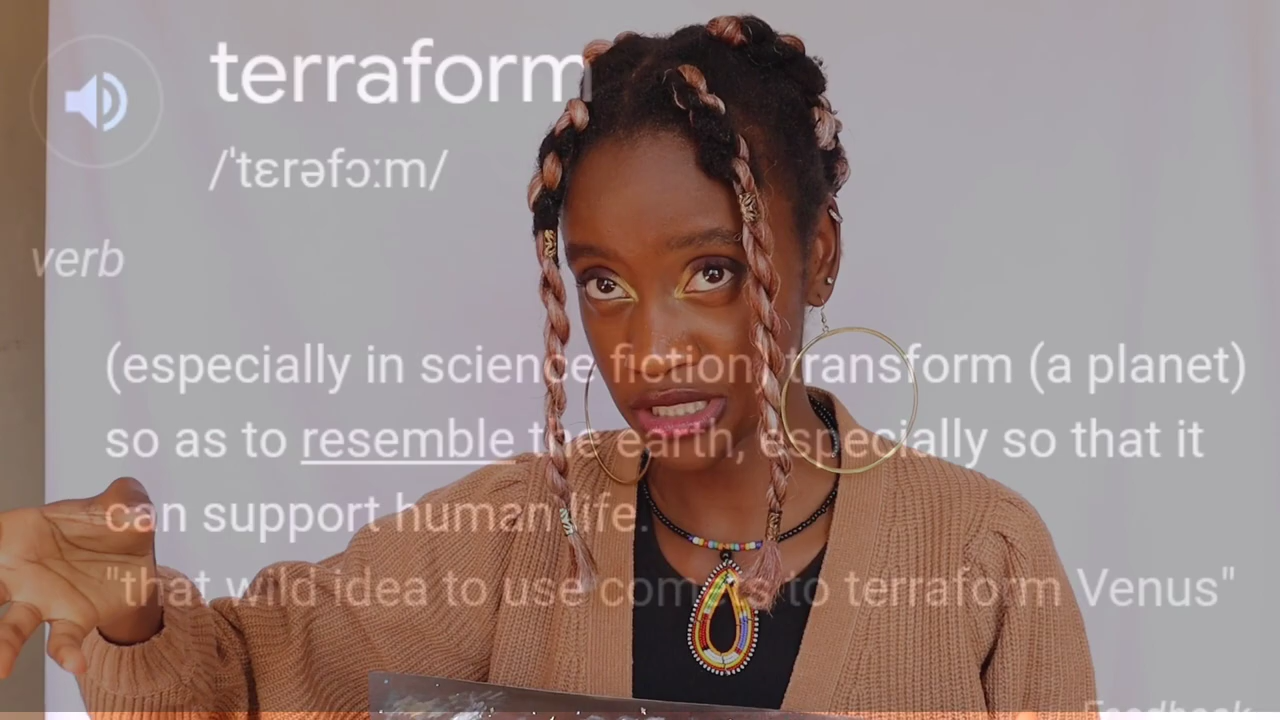 terraform
/ˈtɛrəfɔːm/
verb
(especially in science fiction) transform (a planet)
so as to resemble the earth, especially so that it
can support human life.
"that wild idea to use comets to terraform Venus"
Feedback